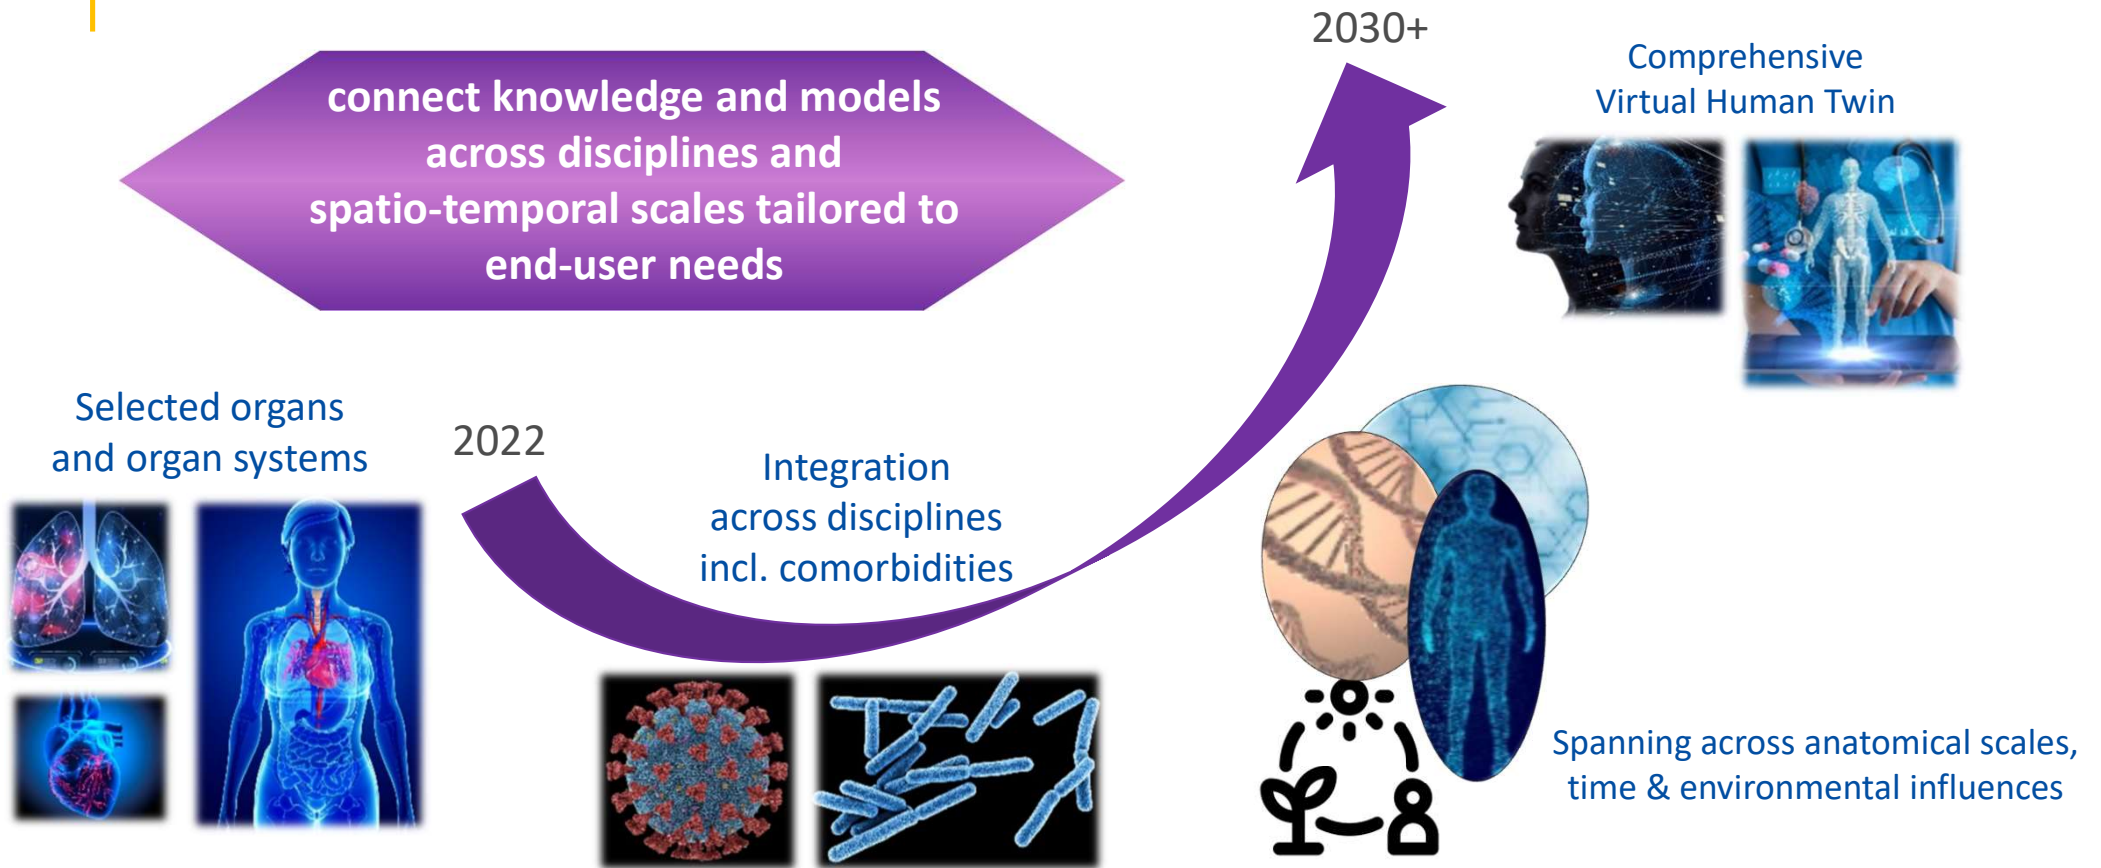 connect knowledge and models
across disciplines and
spatio-temporal scales tailored to
end-user needs
2030+
Comprehensive
Virtual Human Twin
Selected organs
and organ systems
2022
Integration
across disciplines
incl. comorbidities
Spanning across anatomical scales,
time & environmental influences